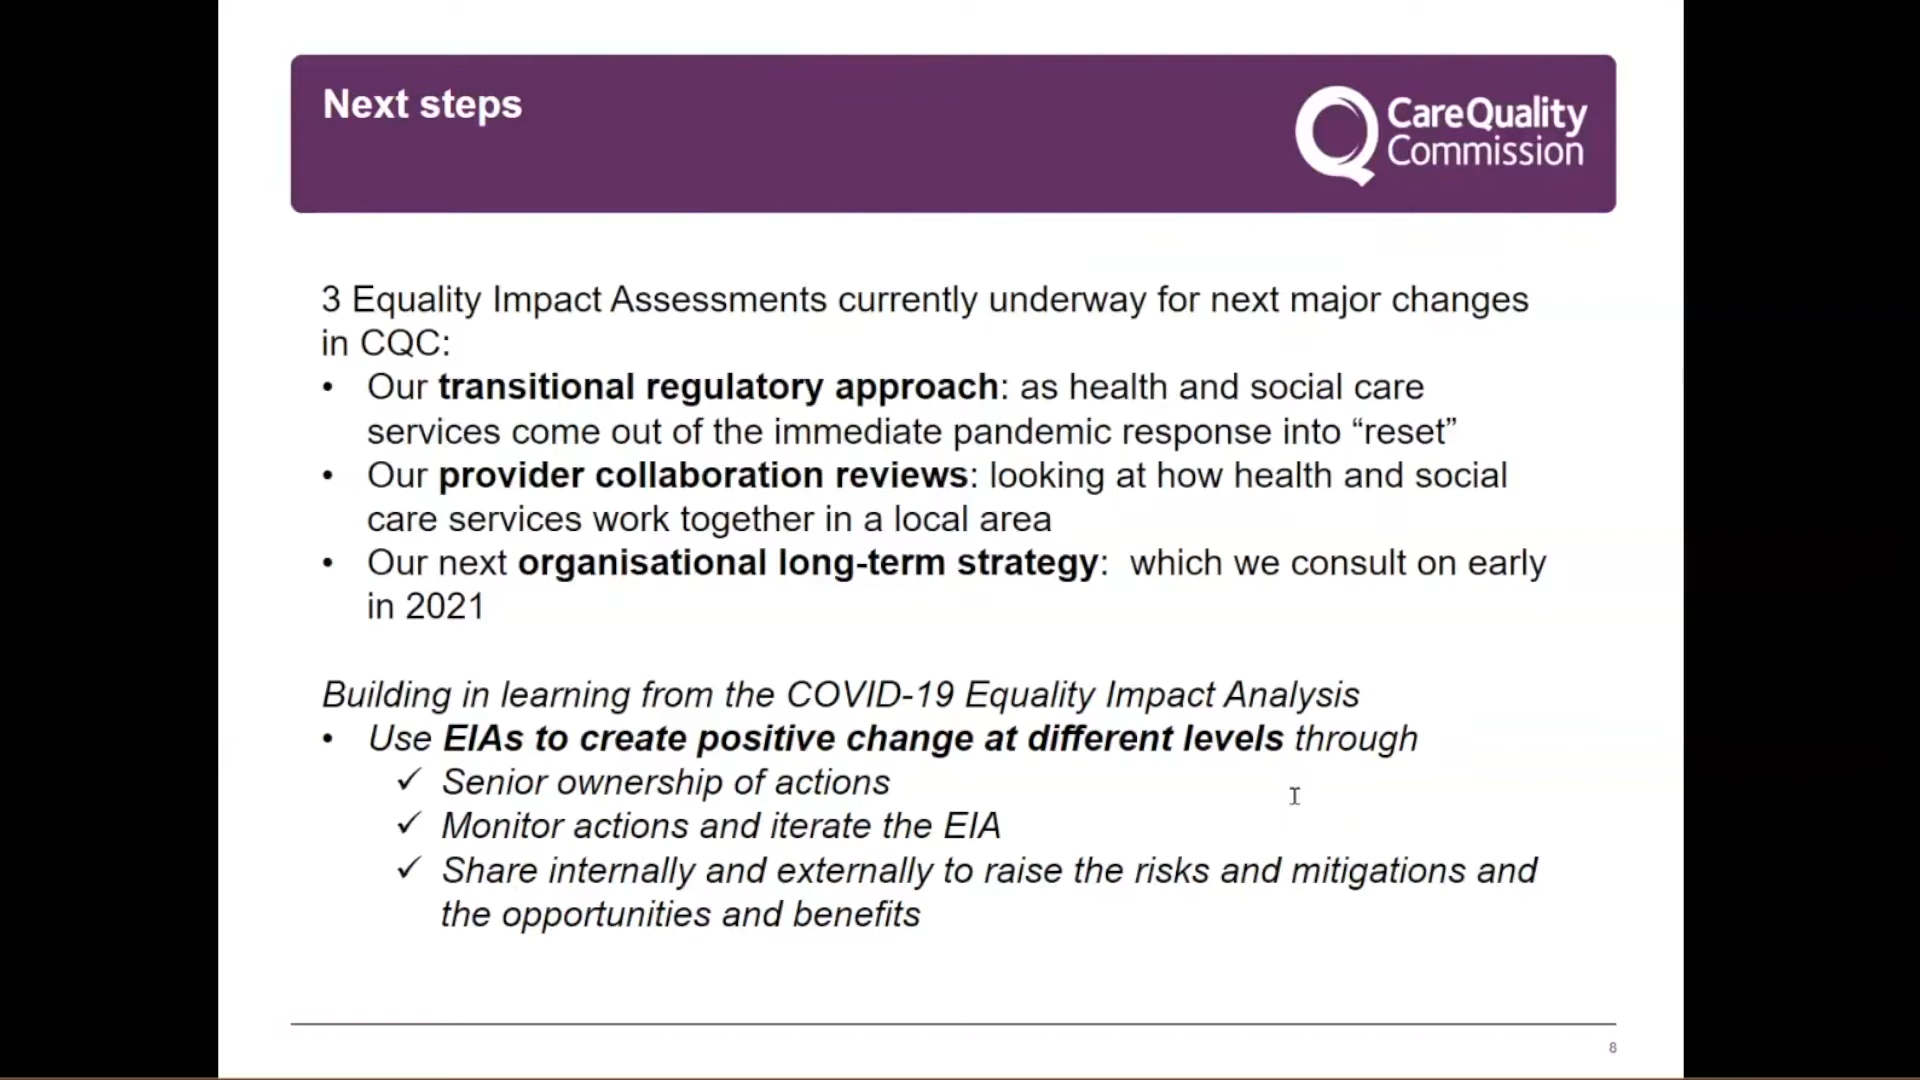 Next steps
CareQuality
Commission
3 Equality Impact Assessments currently underway for next major changes
in CQC:
• Our transitional regulatory approach: as health and social care
services come out of the immediate pandemic response into “reset”
• Our provider collaboration reviews: looking at how health and social
care services work together in a local area
• Our next organisational long-term strategy:  which we consult on early
in 2021
Building in learning from the COVID-19 Equality Impact Analysis
• Use EIAs to create positive change at different levels through
✓ Senior ownership of actions
✓ Monitor actions and iterate the EIA
✓ Share internally and externally to raise the risks and mitigations and
the opportunities and benefits
8